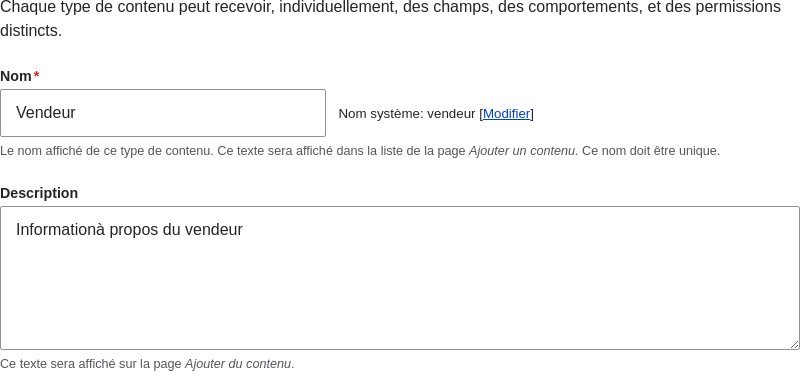 Chaque type de contenu peut recevoir, individuellement, des champs, des comportements, et des permissions
distincts.
Nom*
Vendeur
Nom système: vendeur [Modifier]
Le nom affiché de ce type de contenu. Ce texte sera affiché dans la liste de la page Ajouter un contenu. Ce nom doit être unique.
Description
Informationà propos du vendeur
Ce texte sera affiché sur la page Ajouter du contenu.